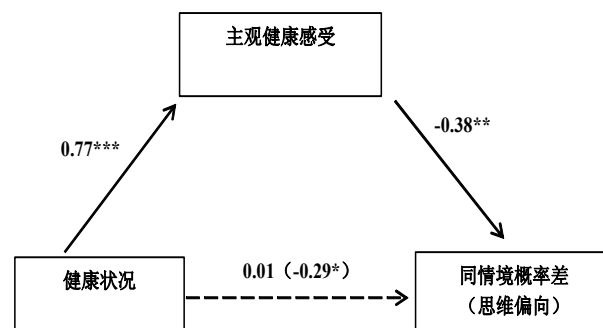 主观健康感受
0.77***
-0.38**
健康状况
0.01（-0.29*）
同情境概率差
（思维偏向）